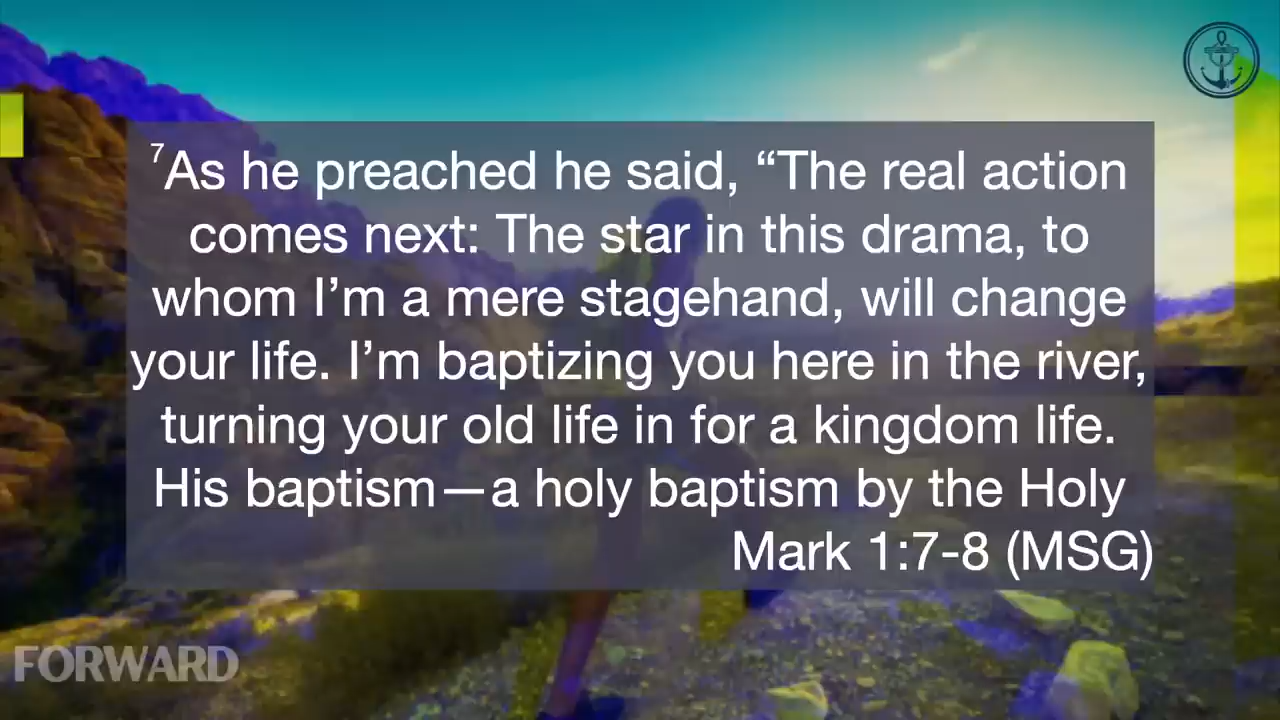 ⁷As he preached he said, “The real action
comes next: The star in this drama, to
whom I’m a mere stagehand, will change
your life. I’m baptizing you here in the river,
turning your old life in for a kingdom life.
His baptism—a holy baptism by the Holy
Mark 1:7-8 (MSG)
FORWARD